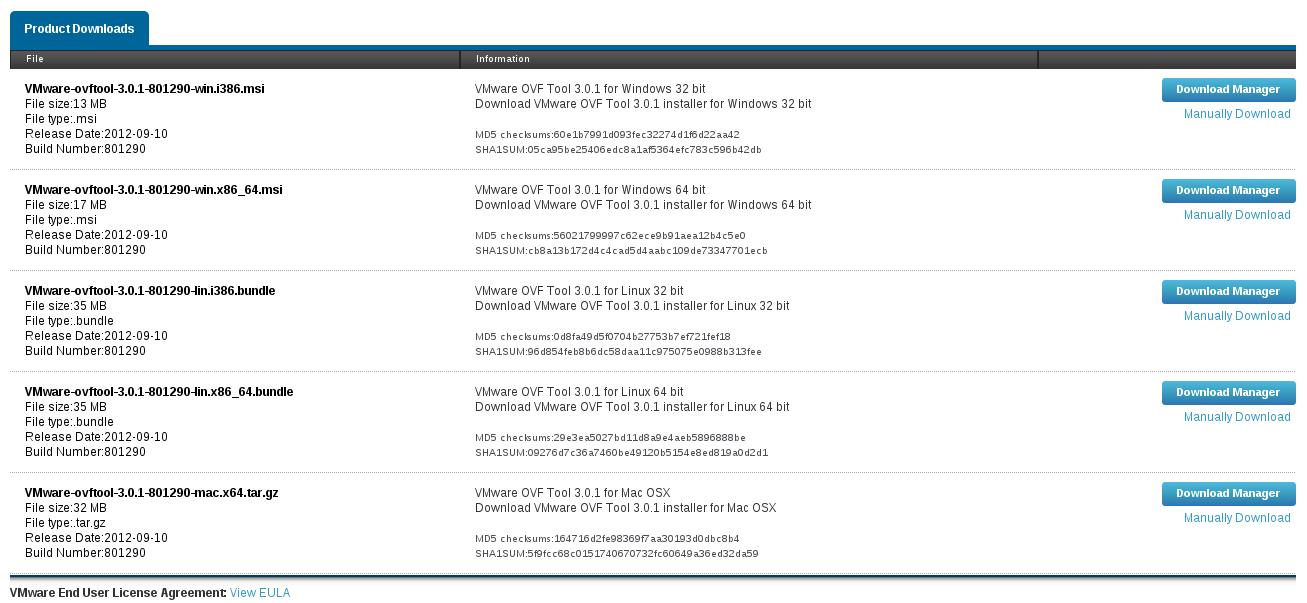 Product Downloads
File Information
VMware-ovftool-3.0.1-801290-win.i386.msi
File size:13 MB
File type:.msi
Release Date:2012-09-10
Build Number:801290
VMware OVF Tool 3.0.1 for Windows 32 bit
Download VMware OVF Tool 3.0.1 installer for Windows 32 bit
MD5 checksums:60e1b7991d093fec32274d1f6d22aa42
SHA1SUM:05ca95be25406edc8a1af5364efc783c596b42db
Download Manager
Manually Download
VMware-ovftool-3.0.1-801290-win.x86_64.msi
File size:17 MB
File type:.msi
Release Date:2012-09-10
Build Number:801290
VMware OVF Tool 3.0.1 for Windows 64 bit
Download VMware OVF Tool 3.0.1 installer for Windows 64 bit
MD5 checksums:56021799997c62ece9b91aea12b4c5e0
SHA1SUM:cb8a13b172d4c4cad5d4aabc109de73347701ecb
Download Manager
Manually Download
VMware-ovftool-3.0.1-801290-lin.i386.bundle
File size:35 MB
File type:.bundle
Release Date:2012-09-10
Build Number:801290
VMware OVF Tool 3.0.1 for Linux 32 bit
Download VMware OVF Tool 3.0.1 installer for Linux 32 bit
MD5 checksums:0d8fa49d5f0704b27753b7ef721fef18
SHA1SUM:96d854feb8b6dc58daa11c975075e0988b313fee
Download Manager
Manually Download
VMware-ovftool-3.0.1-801290-lin.x86_64.bundle
File size:35 MB
File type:.bundle
Release Date:2012-09-10
Build Number:801290
VMware OVF Tool 3.0.1 for Linux 64 bit
Download VMware OVF Tool 3.0.1 installer for Linux 64 bit
MD5 checksums:29e3ea5027bd11d8a9e4aeb5896888be
SHA1SUM:09276d7c36a7460be49120b5154e8ed819a0d2d1
Download Manager
Manually Download
VMware-ovftool-3.0.1-801290-mac.x64.tar.gz
File size:32 MB
File type:.tar.gz
Release Date:2012-09-10
Build Number:801290
VMware OVF Tool 3.0.1 for Mac OSX
Download VMware OVF Tool 3.0.1 installer for Mac OSX
MD5 checksums:164716d2fe98369f7aa30193d0dbc8b4
SHA1SUM:5f9fcc68c0151740670732fc60649a36ed32da59
Download Manager
Manually Download
VMware End User License Agreement: View EULA